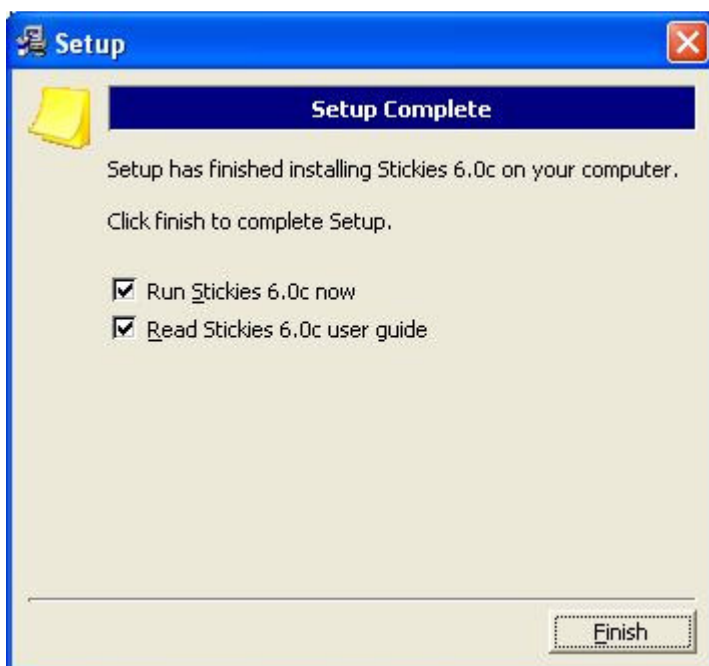 Setup
Setup Complete
Setup has finished installing Stickies 6.0c on your computer.
Click finish to complete Setup.
Run Stickies 6.0c now
Read Stickies 6.0c user guide
Finish